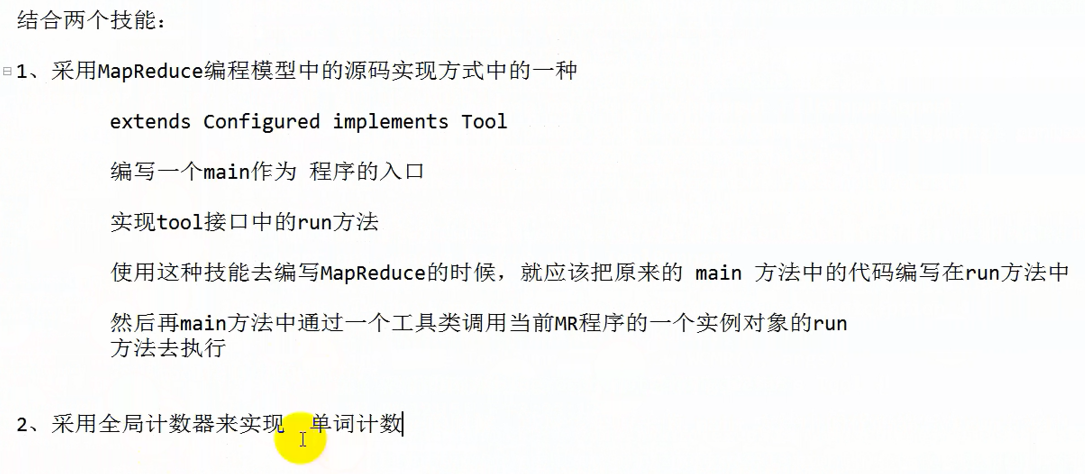 结合两个技能：
1、采用MapReduce编程模型中的源码实现方式中的一种
extends Configured implements Tool
编写一个main作为 程序的入口
实现tool接口中的run方法
使用这种技能去编写MapReduce的时候，就应该把原来的 main 方法中的代码编写在run方法中
然后再main方法中通过一个工具类调用当前MR程序的一个实例对象的run
方法去执行
2、采用全局计数器来实现 单词计数